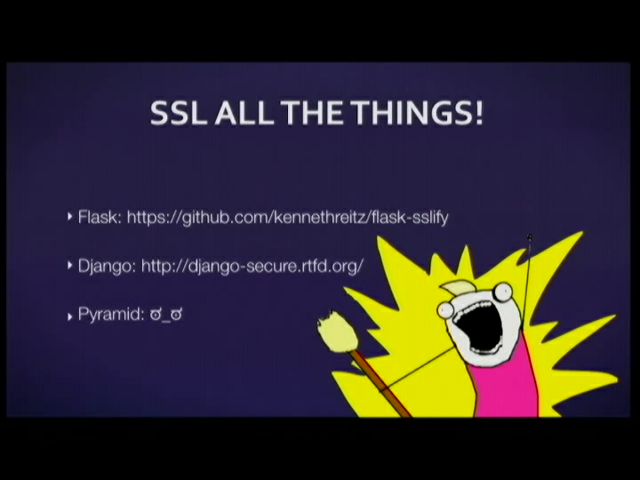 SSL ALL THE THINGS!
Flask: https://github.com/kennethreitz/flask-sslify
Django: http://django-secure.rtfd.org/
Pyramid: ಠ_ಠ